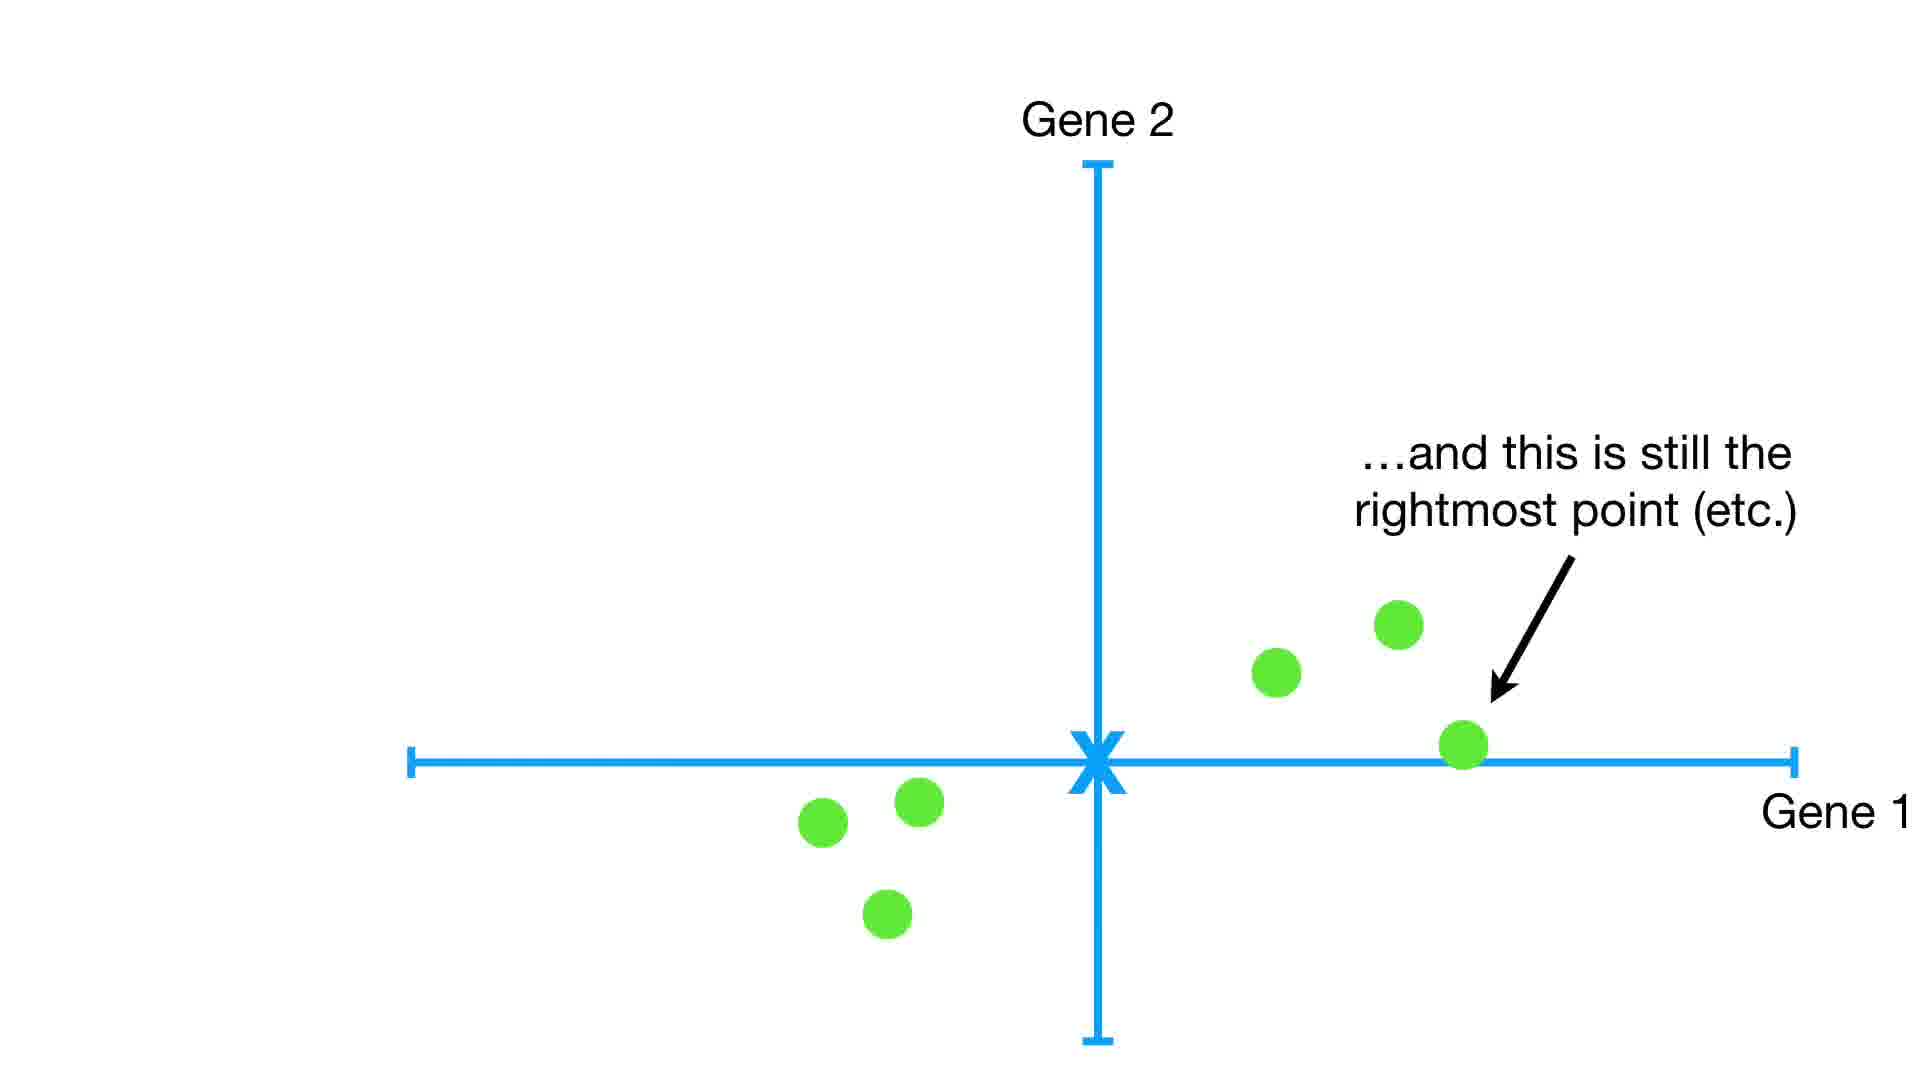 Gene 2
…and this is still the
rightmost point (etc.)
X
Gene 1